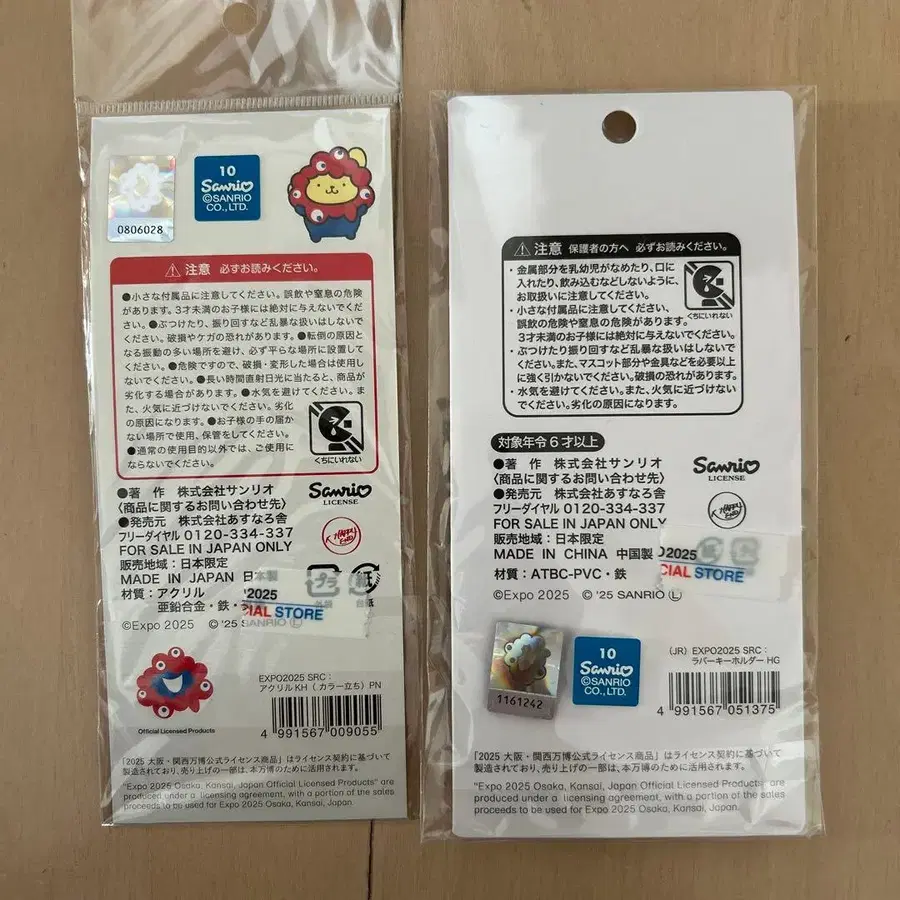 0806028
10
Sanrio
©SANRIO
CO., LTD.
注意 必ずお読みください。
●小さな付属品に注意してください。誤飲や窒息の危険
があります。3才未満のお子様には絶対に与えないでくだ
さい。●ぶつけたり、振り回すなど乱暴な扱いはしないで
ください。破損やケガの恐れがあります。●転倒の原因と
なる振動の多い場所を避け、必ず平らな場所に設置して
ください。●危険ですので、破損・変形した場合は使用し
ないでください。●長い時間直射日光に当たると、商品が
劣化する場合があります。●水気を避けてください。ま
た、火気に近づけないでください。劣化
の原因になります。●お子様の手の届か
ない場所で使用、保管をしてください。
●通常の使用目的以外では、ご使用に
ならないでください。
くちにいれない
●著 作 株式会社サンリオ
〈商品に関するお問い合わせ先〉
●発売元 株式会社あすなろ舎
フリーダイヤル 0120-334-337
FOR SALE IN JAPAN ONLY
販売地域：日本限定
MADE IN JAPAN 日本製
材質：アクリル
亜鉛合金・鉄・
©Expo 2025 ©'25 SANRIO Ⓛ
Sanrio
LICENSE
HAPPY
END
プラ
外袋
紙
台紙
2025
CIAL STORE
Official Licensed Products
EXPO2025 SRC：
アクリルKH（カラー立ち）PN
4 991567 009055
「2025 大阪・関西万博公式ライセンス商品」はライセンス契約に基づいて
製造されており、売り上げの一部は、本万博のために活用されます。
"Expo 2025 Osaka, Kansai, Japan Official Licensed Products" are
produced under a licensing agreement, with a portion of the sales
proceeds to be used for Expo 2025 Osaka, Kansai, Japan.
注意 保護者の方へ 必ずお読みください。
・金属部分を乳幼児がなめたり、口に
入れたり、飲み込むなどしないように、
お取扱いに注意してください。
・小さな付属品に注意してください。
誤飲の危険や窒息の危険があります。
3才未満のお子様には絶対に与えないでください。
・ぶつけたり振り回すなど乱暴な扱いはしないで
ください。また、マスコット部分や金具などを必要以上
に強く引かないでください。破損の恐れがあります。
・水気を避けてください。また、火気に近づけない
でください。劣化の原因になります。
くちにいれない
対象年令6才以上
●著 作 株式会社サンリオ
〈商品に関するお問い合わせ先〉
●発売元 株式会社あすなろ舎
フリーダイヤル 0120-334-337
FOR SALE IN JAPAN ONLY
販売地域：日本限定
MADE IN CHINA 中国製
材質：ATBC-PVC・鉄
©Expo 2025 ©'25 SANRIO Ⓛ
Sanrio
LICENSE
HAPPY
END
O2025
CIAL STORE
1161242
10
Sanrio
©SANRIO
CO., LTD.
(JR) EXPO2025 SRC：
ラバーキーホルダー HG
4 991567 051375
「2025 大阪・関西万博公式ライセンス商品」はライセンス契約に基づいて
製造されており、売り上げの一部は、本万博のために活用されます。
"Expo 2025 Osaka, Kansai, Japan Official Licensed Products" are
produced under a licensing agreement, with a portion of the sales
proceeds to be used for Expo 2025 Osaka, Kansai, Japan.